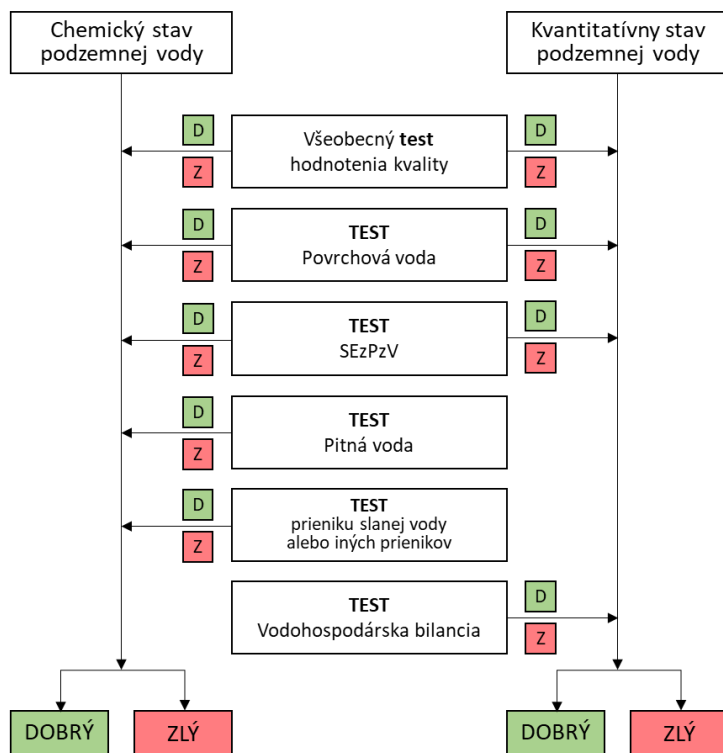 Chemický stav
podzemnej vody
Kvantitatívny stav
podzemnej vody
D
Z
Všeobecný test
hodnotenia kvality
D
Z
D
Z
TEST
Povrchová voda
D
Z
D
Z
TEST
SEzPzV
D
Z
D
Z
TEST
Pitná voda
D
Z
TEST
prieniku slanej vody
alebo iných prienikov
TEST
Vodohospodárska bilancia
D
Z
DOBRÝ
ZLÝ
DOBRÝ
ZLÝ